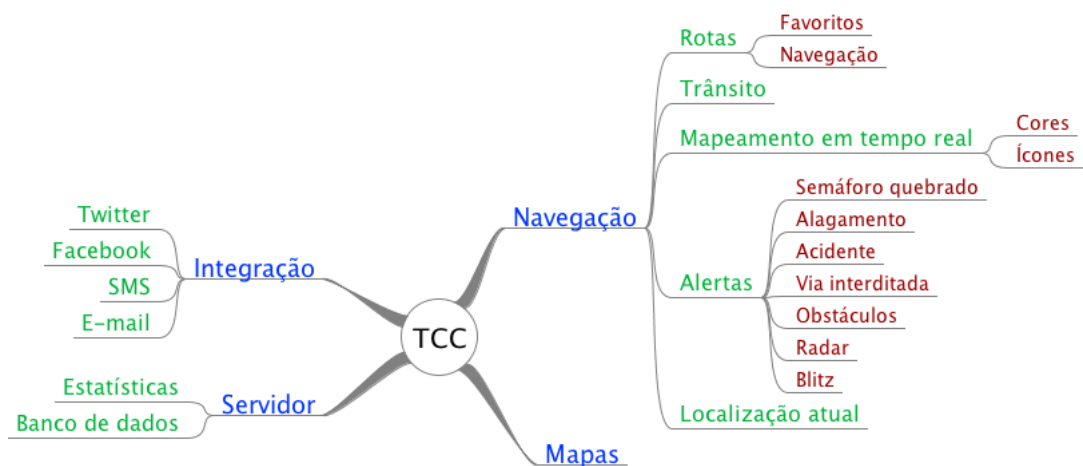 TCC
Navegação
Rotas
Favoritos
Navegação
Trânsito
Mapeamento em tempo real
Cores
Ícones
Alertas
Semáforo quebrado
Alagamento
Acidente
Via interditada
Obstáculos
Radar
Blitz
Localização atual
Mapas
Integração
Twitter
Facebook
SMS
E-mail
Servidor
Estatísticas
Banco de dados